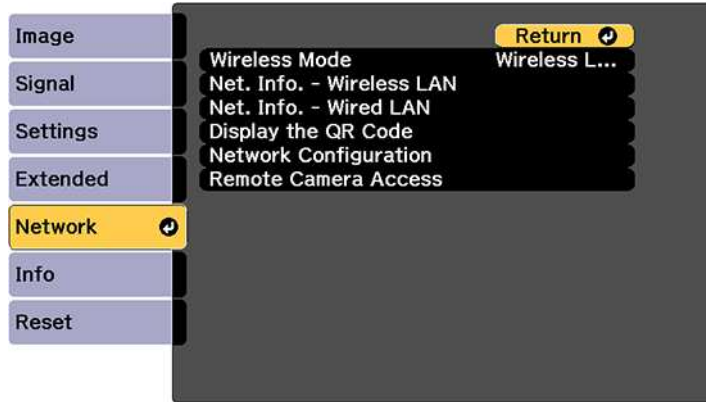 Image
Signal
Settings
Extended
Network
Info
Reset
Return
Wireless Mode Wireless L...
Net. Info. - Wireless LAN
Net. Info. - Wired LAN
Display the QR Code
Network Configuration
Remote Camera Access